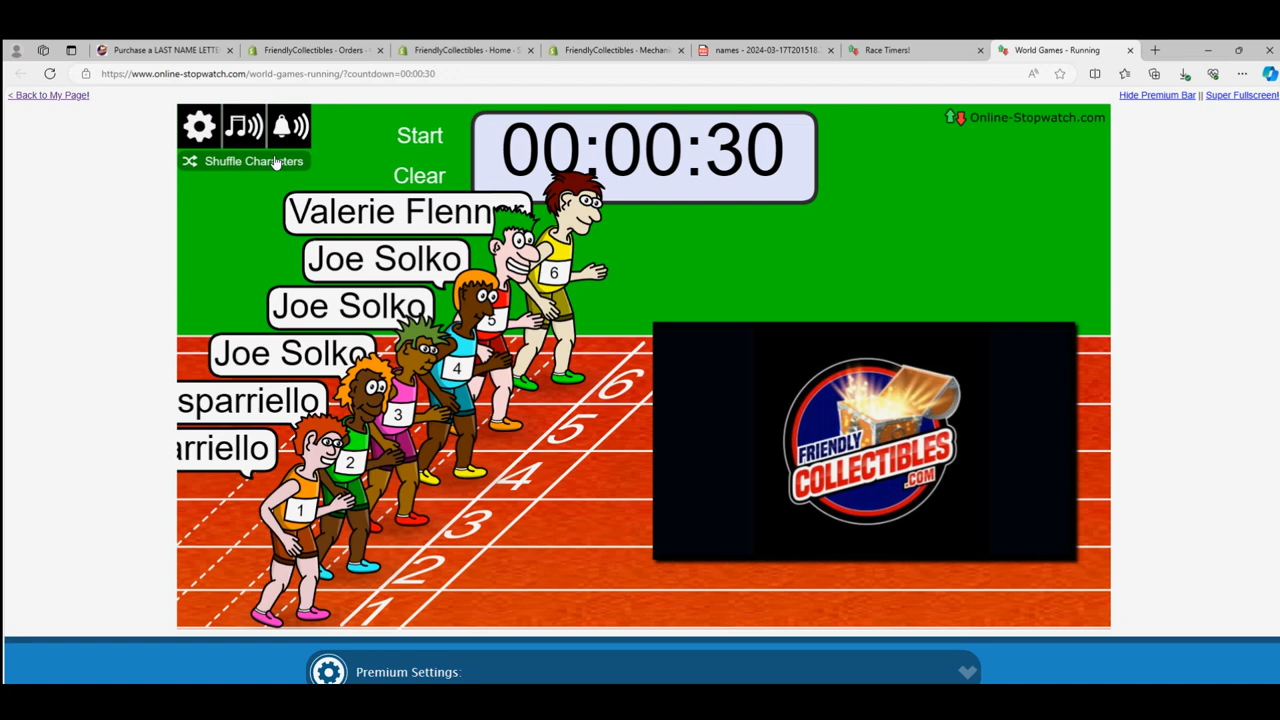 Purchase a LAST NAME LETTE
FriendlyCollectibles - Orders -
FriendlyCollectibles - Home - S
FriendlyCollectibles - Mechani
names - 2024-03-17T201518.
Race Timers!
World Games - Running
https://www.online-stopwatch.com/world-games-running/?countdown=00:00:30
< Back to My Page!
Hide Premium Bar || Super Fullscreen!
Start
00:00:30
Online-Stopwatch.com
Shuffle Characters
Clear
Valerie Flenner
Joe Solko
Joe Solko
Joe Solko
sparriello
arriello
6
5
4
3
2
1
6
5
4
3
2
1
FRIENDLY
COLLECTIBLES
.COM
Premium Settings: